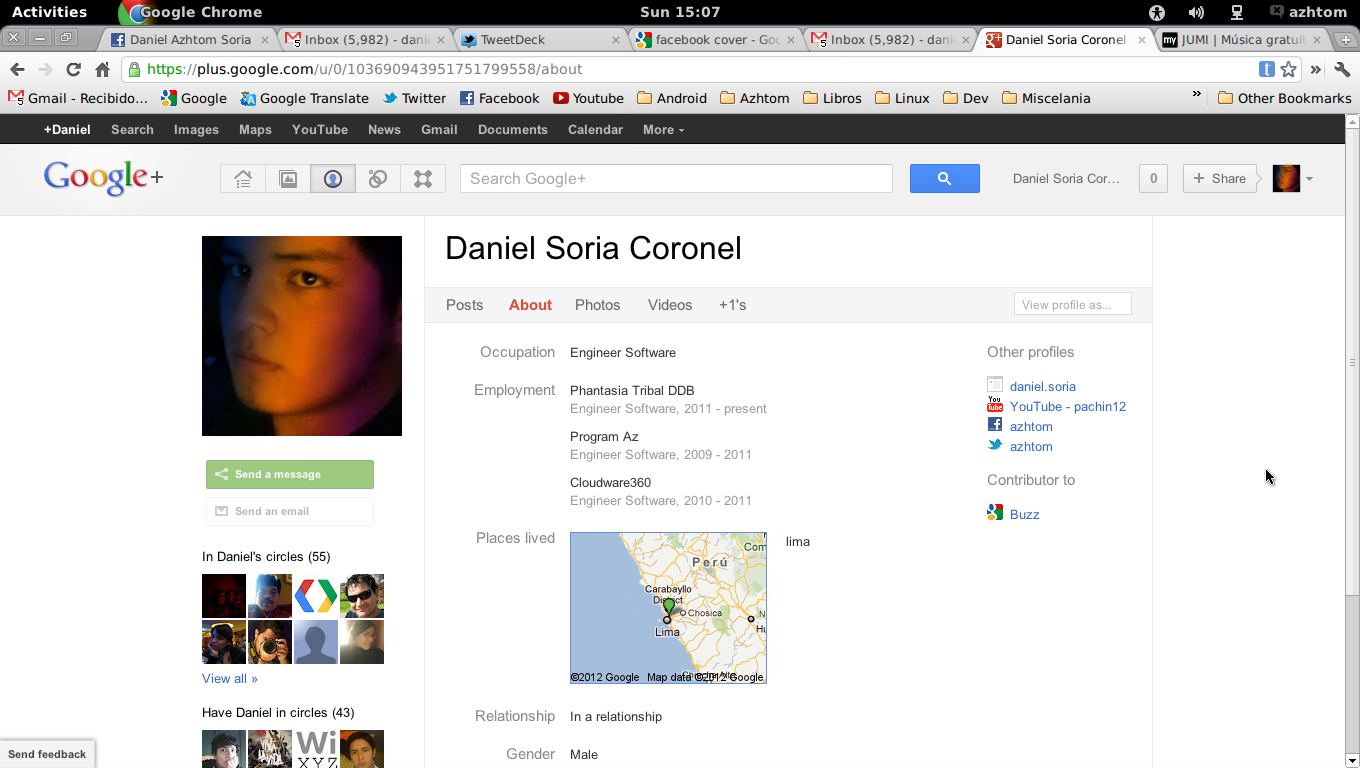 Activities
Google Chrome
Sun 15:07
azhtom
Daniel Azhtom Soria
Inbox (5,982) - dani
TweetDeck
facebook cover - Goo
Inbox (5,982) - dani
Daniel Soria Coronel
JUMI | Música gratuit
https://plus.google.com/u/0/103690943951751799558/about
Gmail - Recibido...
Google
Google Translate
Twitter
Facebook
Youtube
Android
Azhtom
Libros
Linux
Dev
Miscelania
Other Bookmarks
+Daniel
Search
Images
Maps
YouTube
News
Gmail
Documents
Calendar
More
Google+
Search Google+
Daniel Soria Cor...
0
+ Share
Daniel Soria Coronel
Posts
About
Photos
Videos
+1's
View profile as...
Send a message
Send an email
In Daniel's circles (55)
View all »
Have Daniel in circles (43)
Wi
XYZ
Send feedback
Occupation
Engineer Software
Employment
Phantasia Tribal DDB
Engineer Software, 2011 - present
Program Az
Engineer Software, 2009 - 2011
Cloudware360
Engineer Software, 2010 - 2011
Places lived
Com
Perú
Carabayllo
District
Chosica
Lima
Hu
©2012 Google
Map data ©2012 Google
lima
Relationship
In a relationship
Gender
Male
Other profiles
daniel.soria
You
Tube
YouTube - pachin12
azhtom
azhtom
Contributor to
Buzz